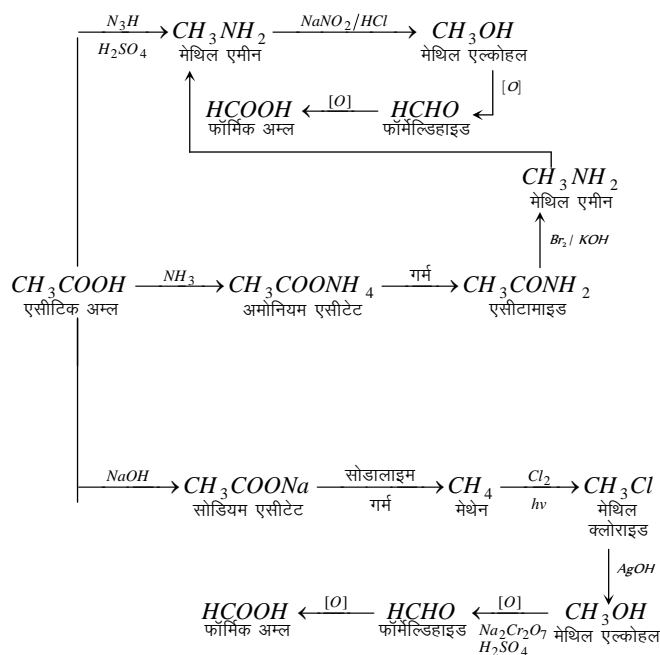 N3H CH3NH2 NaNO2/HCl CH3OH
H2SO4 मेथिल एमीन मेथिल एल्कोहल
[O]
HCOOH [O] HCHO
फॉर्मिक अम्ल फॉर्मेल्डिहाइड
CH3NH2
मेथिल एमीन
Br2/ KOH
CH3COOH NH3 CH3COONH4 गर्म CH3CONH2
एसीटिक अम्ल अमोनियम एसीटेट एसीटामाइड
NaOH CH3COONa सोडालाइम CH4 Cl2 CH3Cl
सोडियम एसीटेट गर्म मेथेन hv मेथिल
क्लोराइड
AgOH
HCOOH [O] HCHO [O] CH3OH
फॉर्मिक अम्ल फॉर्मेल्डिहाइड Na2Cr2O7 मेथिल एल्कोहल
H2SO4